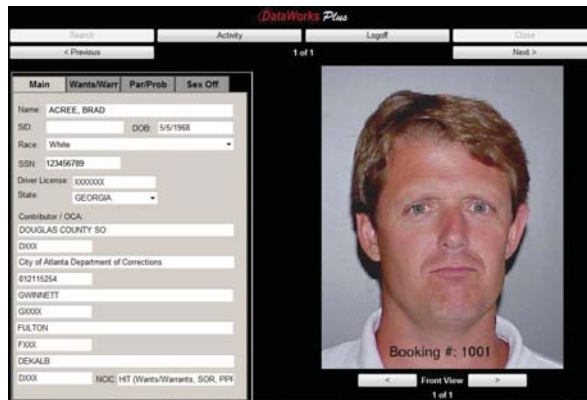 DataWorks Plus
Search Activity Logoff Close
< Previous 1 of 1 Next >
Main Wants/Warr Par/Prob Sex Off
Name: ACREE, BRAD
SID: DOB: 5/5/1968
Race: White
SSN: 123456789
Driver License: XXXXXXX
State: GEORGIA
Contributor / OCA:
DOUGLAS COUNTY SO
DXXX
City of Atlanta Department of Corrections
012115254
GWINNETT
GXXXX
FULTON
FXXX
DEKALB
DXXX NCIC: HIT (Wants/Warrants, SOR, PPF
Booking #: 1001
< Front View >
1 of 1